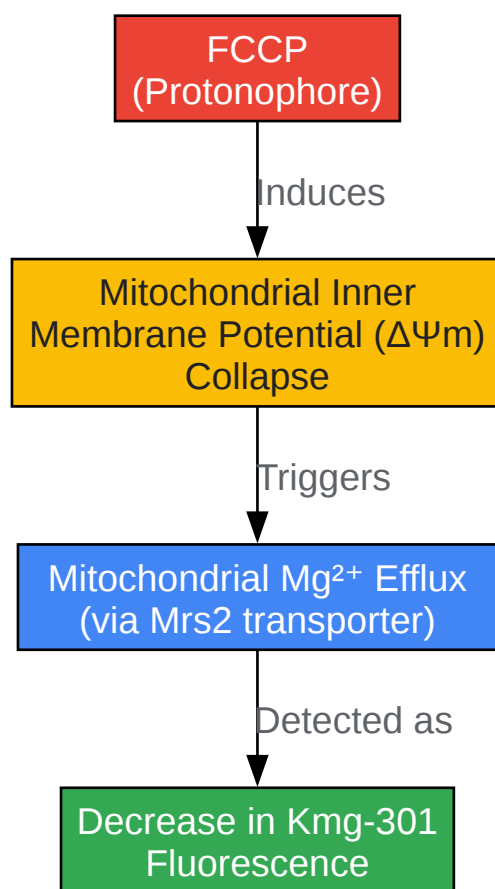 FCCP
(Protonophore)
Induces
Mitochondrial Inner
Membrane Potential (ΔΨm)
Collapse
Triggers
Mitochondrial Mg²⁺ Efflux
(via Mrs2 transporter)
Detected as
Decrease in Kmg-301
Fluorescence